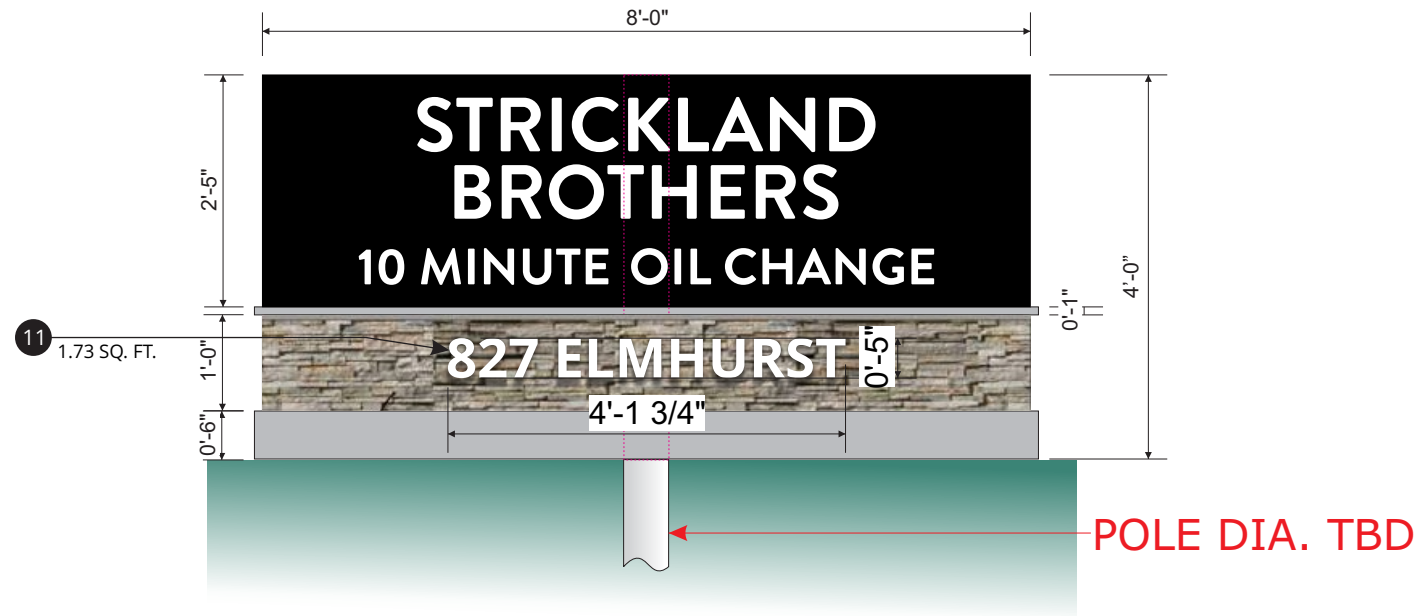 8'-0"
STRICKLAND
BROTHERS
10 MINUTE OIL CHANGE
2'-5"
4'-0"
0'-1"
11
1.73 SQ. FT.
1'-0"
827 ELMHURST
0'-5"
4'-1 3/4"
0'-6"
POLE DIA. TBD